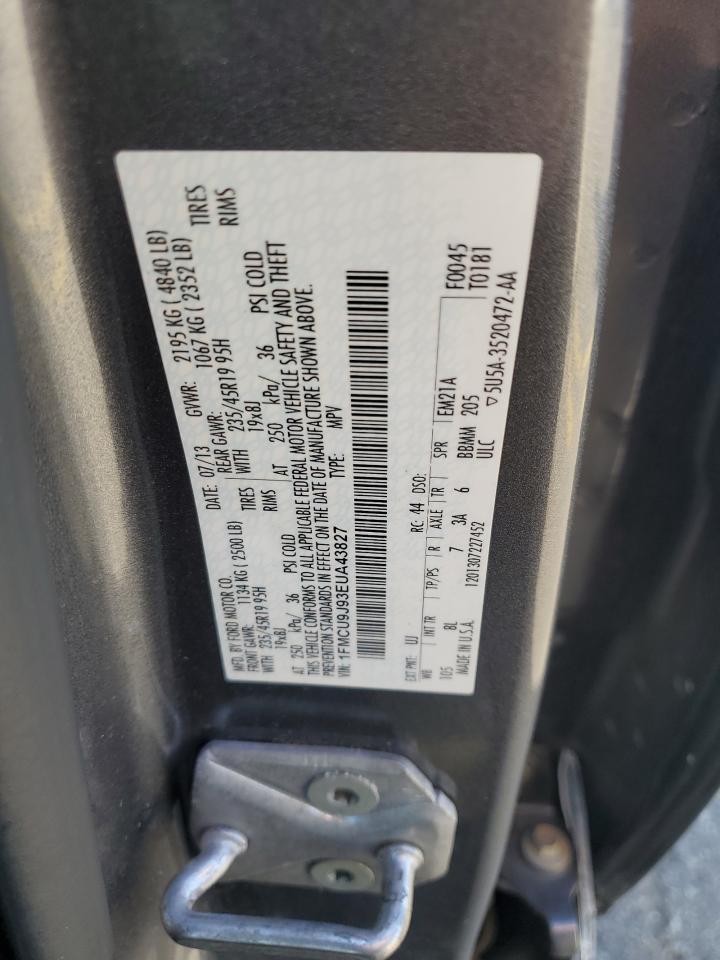 MFD. BY FORD MOTOR CO. DATE: 07/13 GVWR: 2195 KG ( 4840 LB)
FRONT GAWR: 1134 KG ( 2500 LB) REAR GAWR: 1067 KG ( 2352 LB)
WITH 235/45R19 95H TIRES WITH 235/45R19 95H TIRES
19x8J RIMS 19x8J RIMS
AT 250 kPa/ 36 PSI COLD AT 250 kPa/ 36 PSI COLD
THIS VEHICLE CONFORMS TO ALL APPLICABLE FEDERAL MOTOR VEHICLE SAFETY AND THEFT
PREVENTION STANDARDS IN EFFECT ON THE DATE OF MANUFACTURE SHOWN ABOVE.
VIN: 1FMCU9J93EUA43827 TYPE: MPV
EXT PNT: UJ RC: 44 DSO: F0045
WB INT TR TP/PS R AXLE TR SPR EM21A T0181
105 8L 7 3A 6 BBMM 205
MADE IN U.S.A. 1201307227452 ULC ▽5U5A-3520472-AA